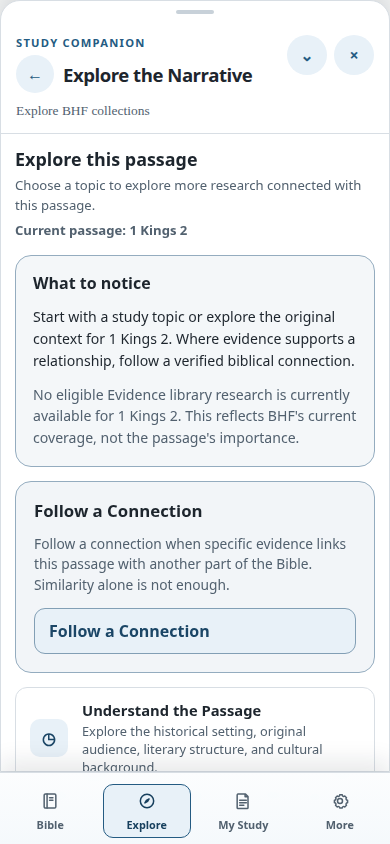 STUDY COMPANION
← Explore the Narrative
Explore BHF collections
Explore this passage
Choose a topic to explore more research connected with
this passage.
Current passage: 1 Kings 2
What to notice
Start with a study topic or explore the original
context for 1 Kings 2. Where evidence supports a
relationship, follow a verified biblical connection.
No eligible Evidence library research is currently
available for 1 Kings 2. This reflects BHF's current
coverage, not the passage's importance.
Follow a Connection
Follow a connection when specific evidence links
this passage with another part of the Bible.
Similarity alone is not enough.
Follow a Connection
Understand the Passage
Explore the historical setting, original
audience, literary structure, and cultural
background.
Bible
Explore
My Study
More